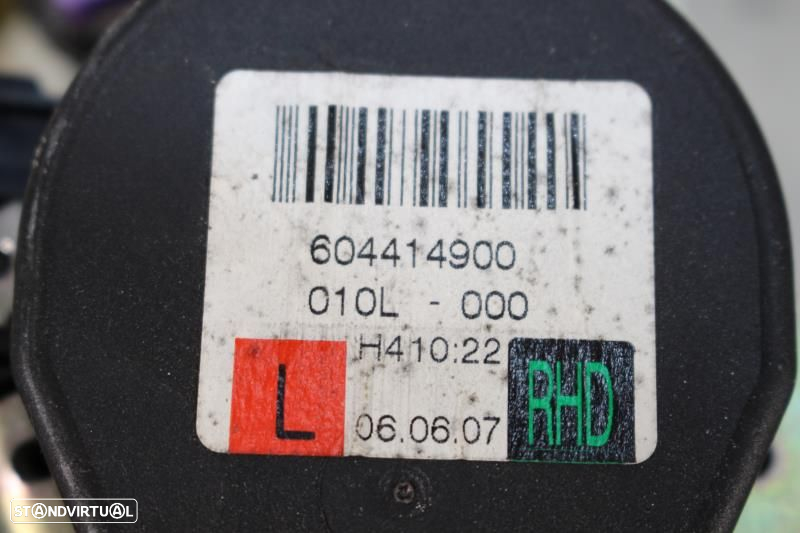 604414900
010L - 000
H410:22
L
06.06.07
RHD
STANDVIRTUAL